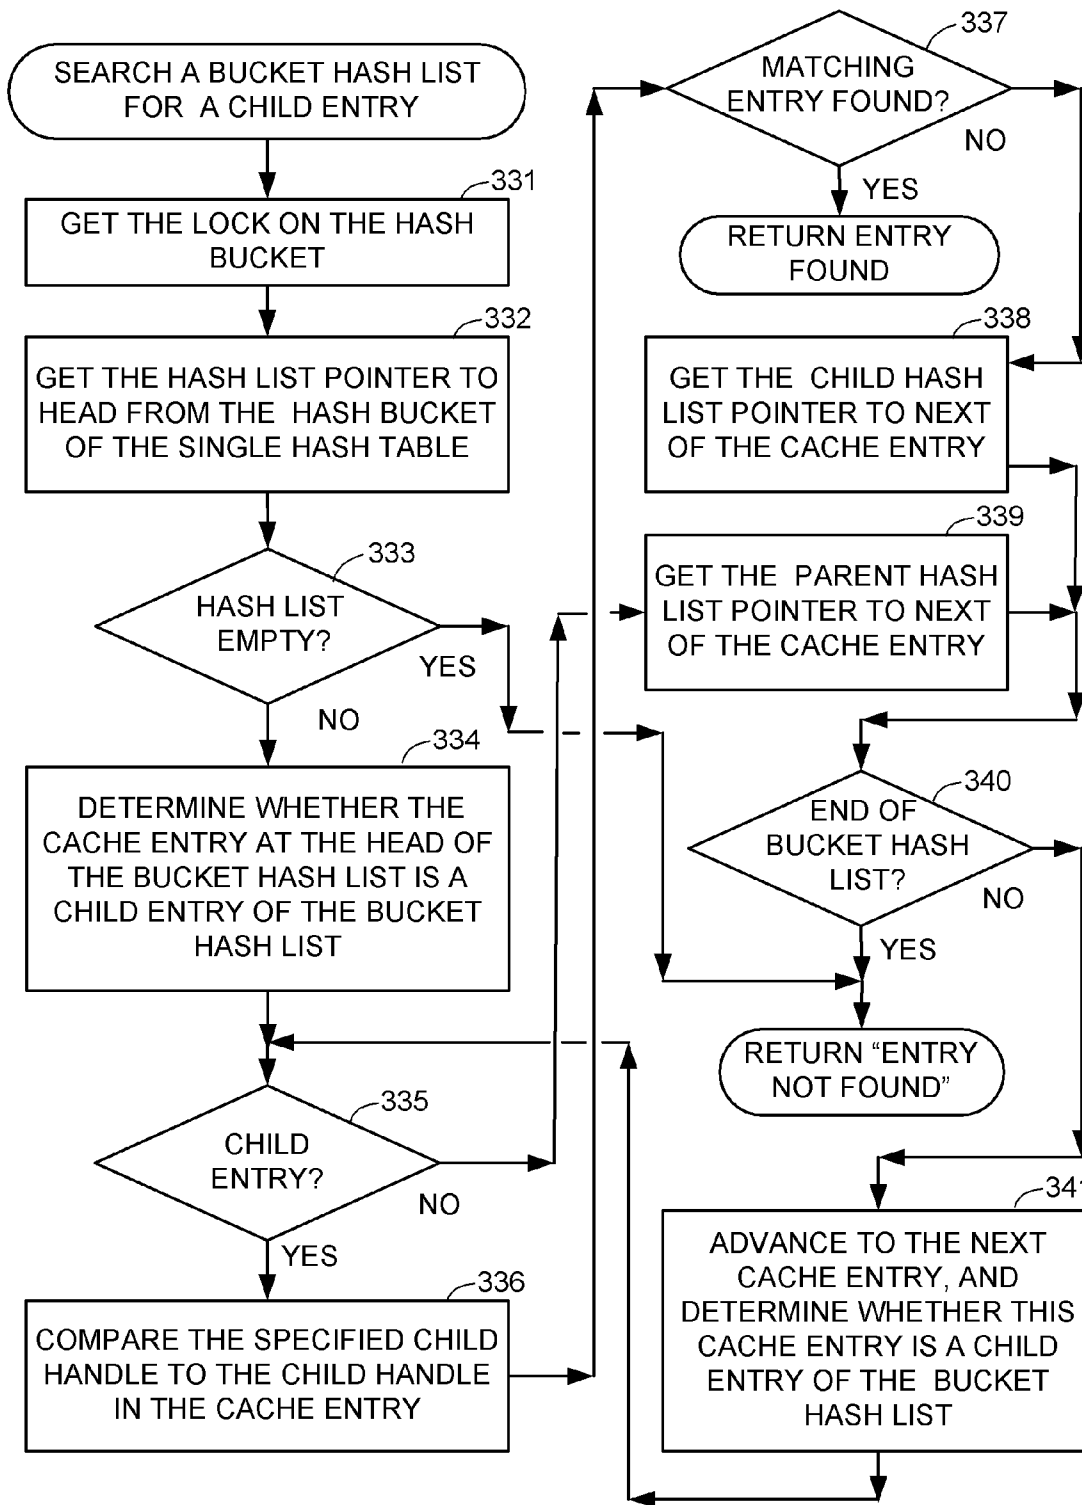 SEARCH A BUCKET HASH LIST
FOR A CHILD ENTRY
331
GET THE LOCK ON THE HASH
BUCKET
332
GET THE HASH LIST POINTER TO
HEAD FROM THE HASH BUCKET
OF THE SINGLE HASH TABLE
333
HASH LIST
EMPTY?
YES
NO
334
DETERMINE WHETHER THE
CACHE ENTRY AT THE HEAD OF
THE BUCKET HASH LIST IS A
CHILD ENTRY OF THE BUCKET
HASH LIST
335
CHILD
ENTRY?
NO
YES
336
COMPARE THE SPECIFIED CHILD
HANDLE TO THE CHILD HANDLE
IN THE CACHE ENTRY
337
MATCHING
ENTRY FOUND?
NO
YES
RETURN ENTRY
FOUND
338
GET THE CHILD HASH
LIST POINTER TO NEXT
OF THE CACHE ENTRY
339
GET THE PARENT HASH
LIST POINTER TO NEXT
OF THE CACHE ENTRY
340
END OF
BUCKET HASH
LIST?
NO
YES
RETURN “ENTRY
NOT FOUND”
341
ADVANCE TO THE NEXT
CACHE ENTRY, AND
DETERMINE WHETHER THIS
CACHE ENTRY IS A CHILD
ENTRY OF THE BUCKET
HASH LIST